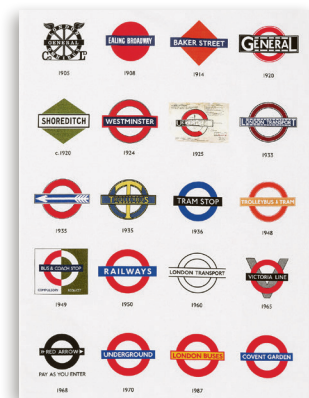 GENERAL
1905
EALING BROADWAY
1908
BAKER STREET
1914
GENERAL
1920
SHOREDITCH
c.1920
WESTMINSTER
1924
1925
LONDON TRANSPORT
1933
1935
1935
TRAM STOP
1936
TROLLEYBUS & TRAM
1948
BUS & COACH STOP
COMPULSORY
1949
RAILWAYS
1950
LONDON TRANSPORT
1960
VICTORIA LINE
1965
RED ARROW
PAY AS YOU ENTER
1968
UNDERGROUND
1970
LONDON BUSES
1987
COVENT GARDEN